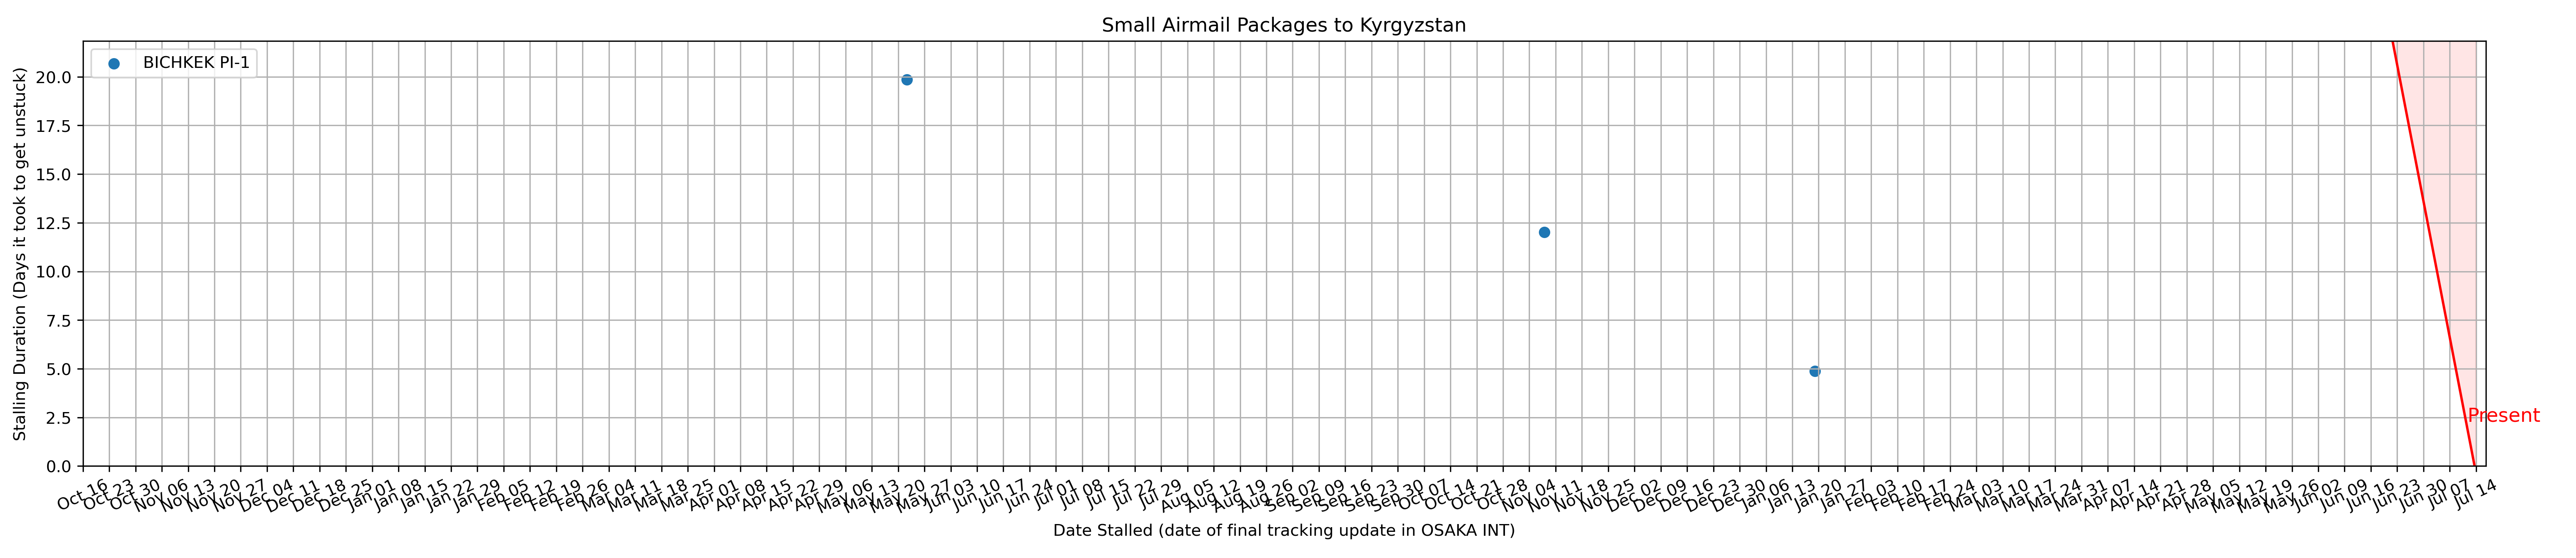 Small Airmail Packages to Kyrgyzstan
BICHKEK PI-1
Stalling Duration (Days it took to get unstuck)
20.0
17.5
15.0
12.5
10.0
7.5
5.0
2.5
0.0
Present
Oct 16 Oct 23 Oct 30 Nov 06 Nov 13 Nov 20 Nov 27 Dec 04 Dec 11 Dec 18 Dec 25 Jan 01 Jan 08 Jan 15 Jan 22 Jan 29 Feb 05 Feb 12 Feb 19 Feb 26 Mar 04 Mar 11 Mar 18 Mar 25 Apr 01 Apr 08 Apr 15 Apr 22 Apr 29 May 06 May 13 May 20 May 27 Jun 03 Jun 10 Jun 17 Jun 24 Jul 01 Jul 08 Jul 15 Jul 22 Jul 29 Aug 05 Aug 12 Aug 19 Aug 26 Sep 02 Sep 09 Sep 16 Sep 23 Sep 30 Oct 07 Oct 14 Oct 21 Oct 28 Nov 04 Nov 11 Nov 18 Nov 25 Dec 02 Dec 09 Dec 16 Dec 23 Dec 30 Jan 06 Jan 13 Jan 20 Jan 27 Feb 03 Feb 10 Feb 17 Feb 24 Mar 03 Mar 10 Mar 17 Mar 24 Mar 31 Apr 07 Apr 14 Apr 21 Apr 28 May 05 May 12 May 19 May 26 Jun 02 Jun 09 Jun 16 Jun 23 Jun 30 Jul 07 Jul 14
Date Stalled (date of final tracking update in OSAKA INT)